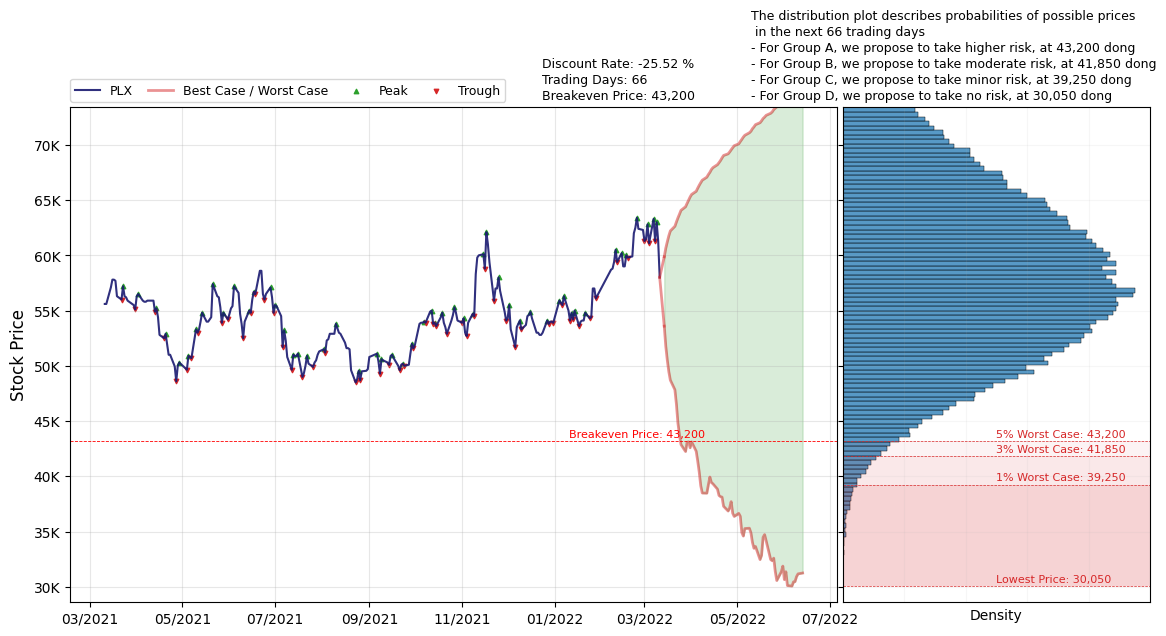 The distribution plot describes probabilities of possible prices
in the next 66 trading days
- For Group A, we propose to take higher risk, at 43,200 dong
- For Group B, we propose to take moderate risk, at 41,850 dong
- For Group C, we propose to take minor risk, at 39,250 dong
- For Group D, we propose to take no risk, at 30,050 dong
Discount Rate: -25.52 %
Trading Days: 66
Breakeven Price: 43,200
PLX
Best Case / Worst Case
Peak
Trough
Stock Price
70K
65K
60K
55K
50K
45K
40K
35K
30K
Breakeven Price: 43,200
03/2021
05/2021
07/2021
09/2021
11/2021
01/2022
03/2022
05/2022
07/2022
5% Worst Case: 43,200
3% Worst Case: 41,850
1% Worst Case: 39,250
Lowest Price: 30,050
Density